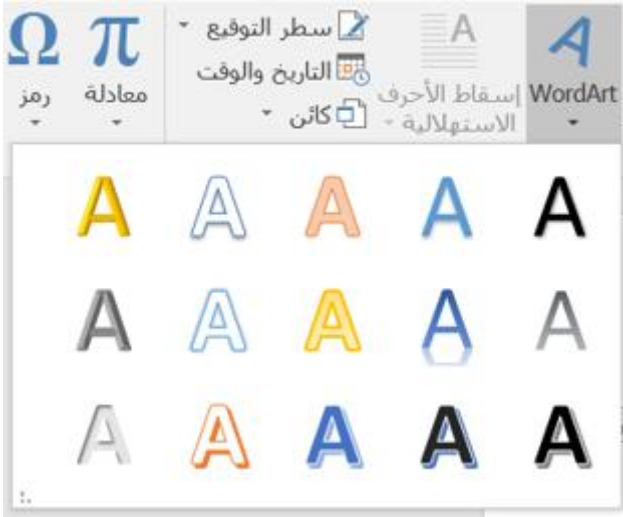 WordArt
إسقاط الأحرف
الاستهلالية
A
سطر التوقيع
التاريخ والوقت
كائن
π
معادلة
Ω
رمز
A A A A A
A A A A A
A A A A A